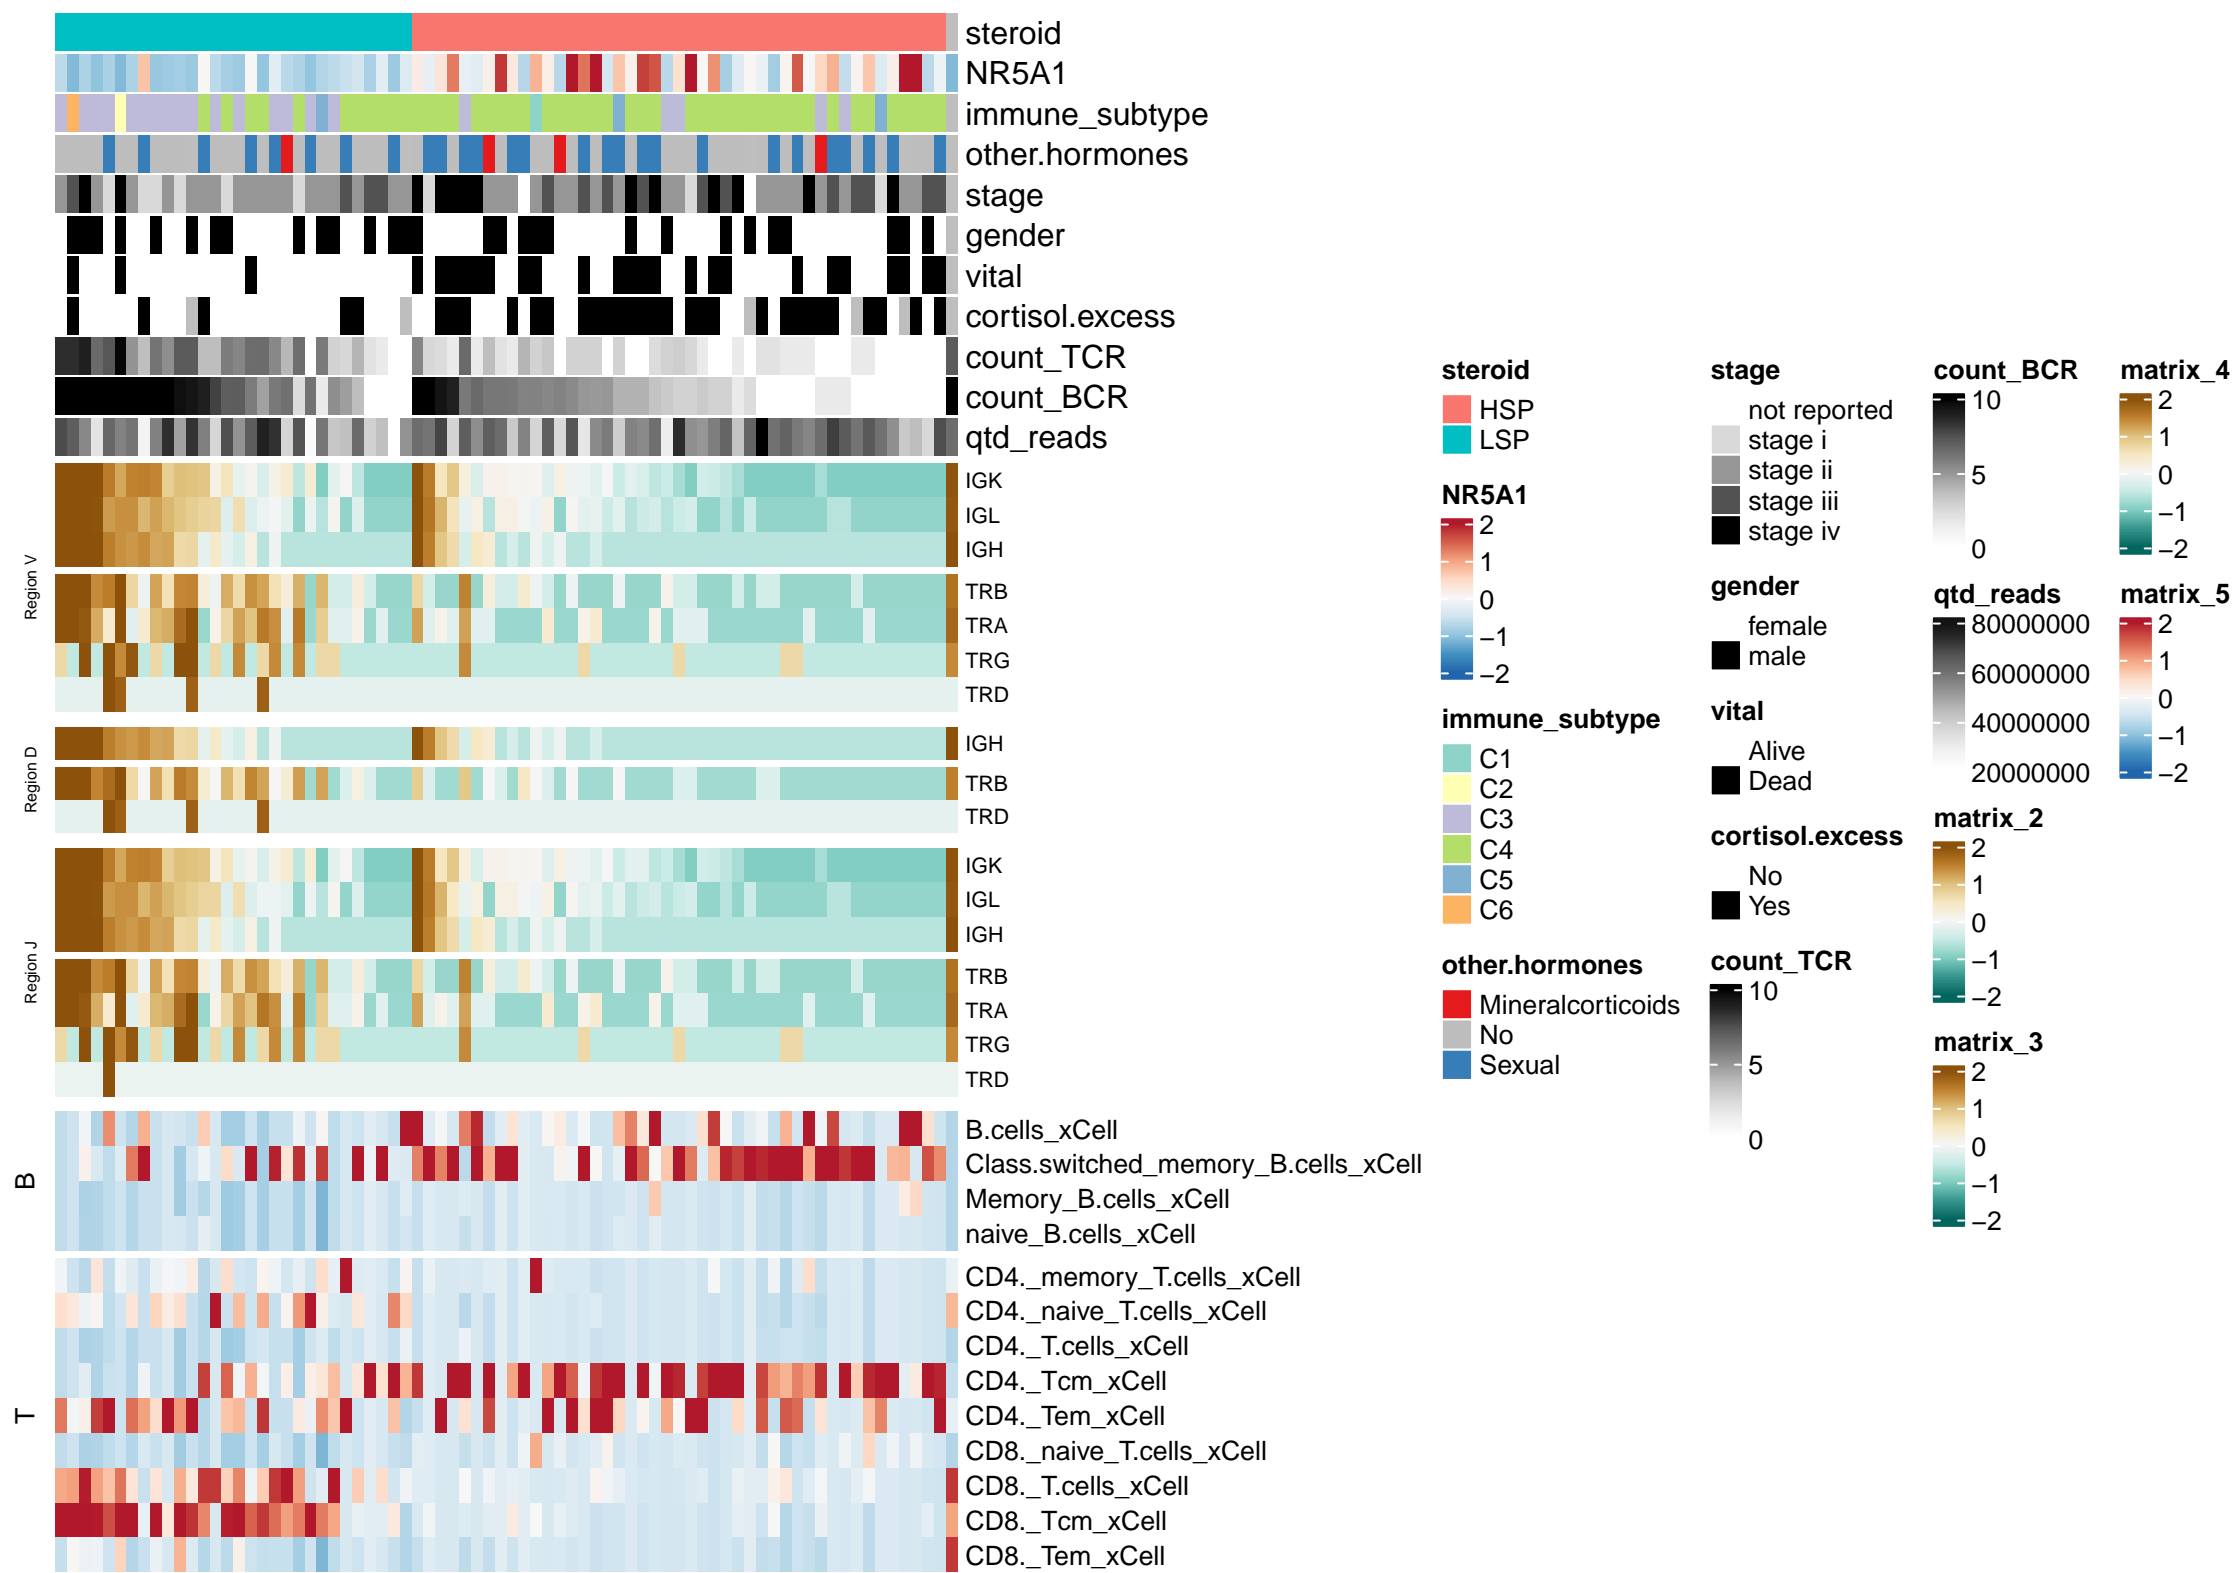 steroid
NR5A1
immune_subtype
other.hormones
stage
gender
vital
cortisol.excess
count_TCR
count_BCR
qtd_reads
Region V
IGK
IGL
IGH
TRB
TRA
TRG
TRD
Region D
IGH
TRB
TRD
Region J
IGK
IGL
IGH
TRB
TRA
TRG
TRD
B
B.cells_xCell
Class.switched_memory_B.cells_xCell
Memory_B.cells_xCell
naive_B.cells_xCell
T
CD4._memory_T.cells_xCell
CD4._naive_T.cells_xCell
CD4._T.cells_xCell
CD4._Tcm_xCell
CD4._Tem_xCell
CD8._naive_T.cells_xCell
CD8._T.cells_xCell
CD8._Tcm_xCell
CD8._Tem_xCell
steroid
HSP
LSP
NR5A1
2
1
0
−1
−2
immune_subtype
C1
C2
C3
C4
C5
C6
other.hormones
Mineralcorticoids
No
Sexual
stage
not reported
stage i
stage ii
stage iii
stage iv
gender
female
male
vital
Alive
Dead
cortisol.excess
No
Yes
count_TCR
10
5
0
count_BCR
10
5
0
qtd_reads
80000000
60000000
40000000
20000000
matrix_2
2
1
0
−1
−2
matrix_3
2
1
0
−1
−2
matrix_4
2
1
0
−1
−2
matrix_5
2
1
0
−1
−2